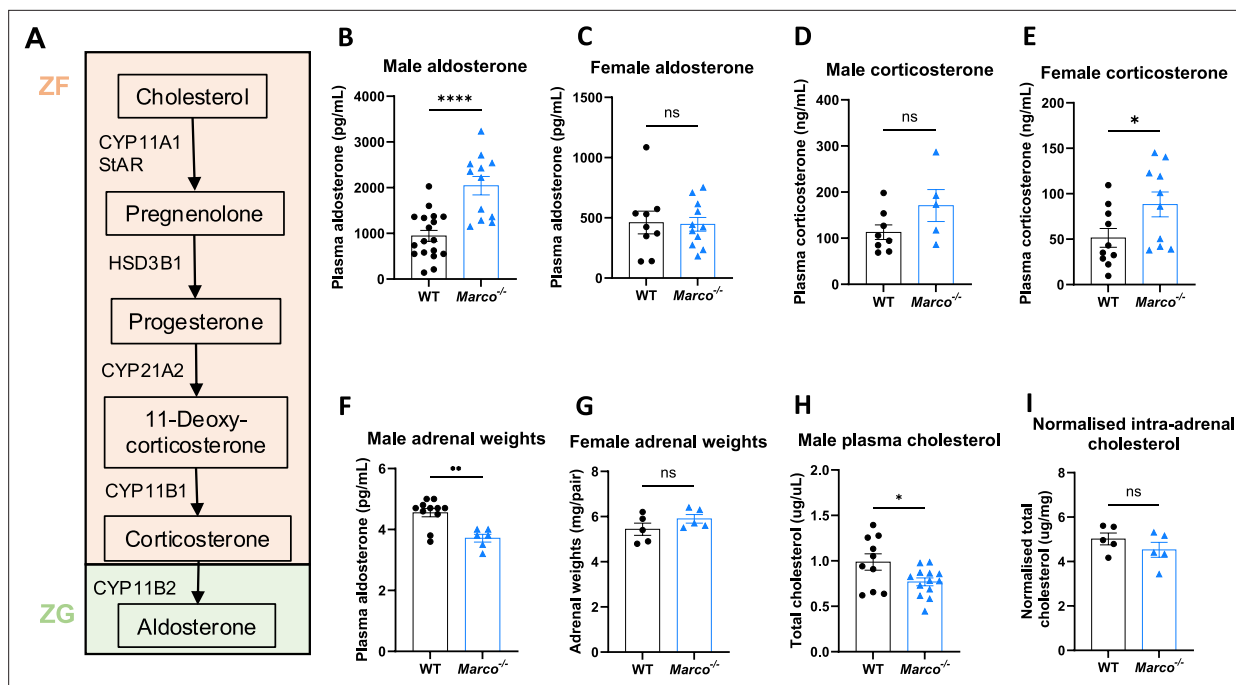 A
ZF
Cholesterol
CYP11A1
StAR
Pregnenolone
HSD3B1
Progesterone
CYP21A2
11-Deoxy-
corticosterone
CYP11B1
Corticosterone
CYP11B2
ZG
Aldosterone
B
Male aldosterone
Plasma aldosterone (pg/mL)
4000
3000
2000
1000
0
****
WT
Marco-/-
C
Female aldosterone
Plasma aldosterone (pg/mL)
1500
1000
500
0
ns
WT
Marco-/-
D
Male corticosterone
Plasma corticosterone (ng/mL)
400
300
200
100
0
ns
WT
Marco-/-
E
Female corticosterone
Plasma corticosterone (ng/mL)
200
150
100
50
0
*
WT
Marco-/-
F
Male adrenal weights
Plasma aldosterone (pg/mL)
6
4
2
0
**
WT
Marco-/-
G
Female adrenal weights
Adrenal weights (mg/pair)
8
6
4
2
0
ns
WT
Marco-/-
H
Male plasma cholesterol
Total cholesterol (ug/uL)
2.0
1.5
1.0
0.5
0.0
*
WT
Marco-/-
I
Normalised intra-adrenal
cholesterol
Normalised total
cholesterol (ug/mg)
8
6
4
2
0
ns
WT
Marco-/-